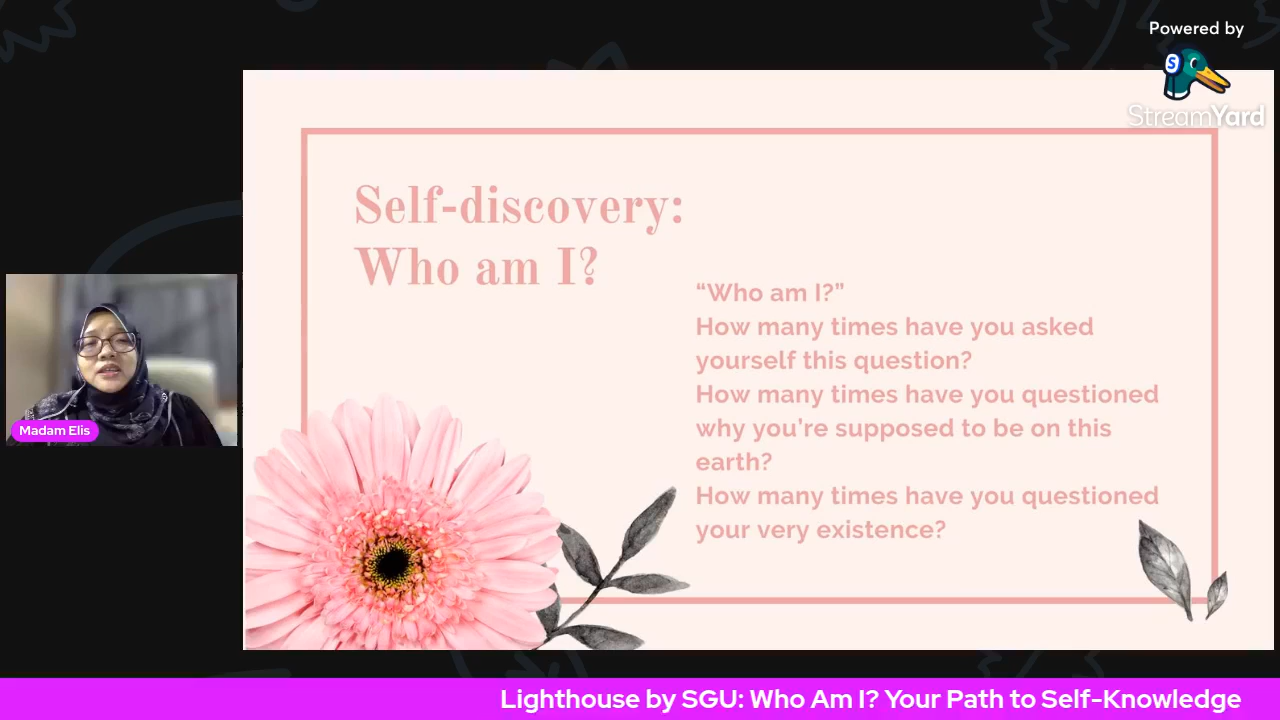 Powered by
S
StreamYard
Self-discovery:
Who am I?
“Who am I?”
How many times have you asked
yourself this question?
How many times have you questioned
why you're supposed to be on this
earth?
How many times have you questioned
your very existence?
Madam Elis
Lighthouse by SGU: Who Am I? Your Path to Self-Knowledge